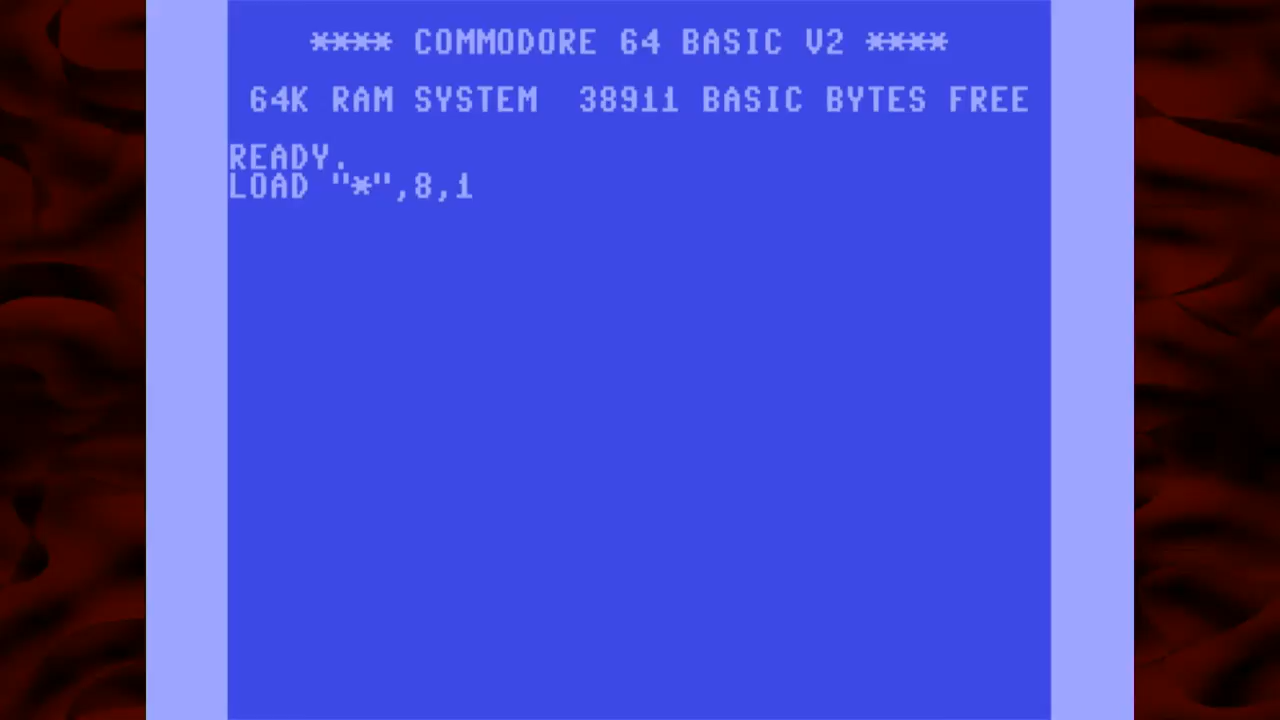 **** COMMODORE 64 BASIC V2 ****
64K RAM SYSTEM  38911 BASIC BYTES FREE
READY.
LOAD "*",8,1